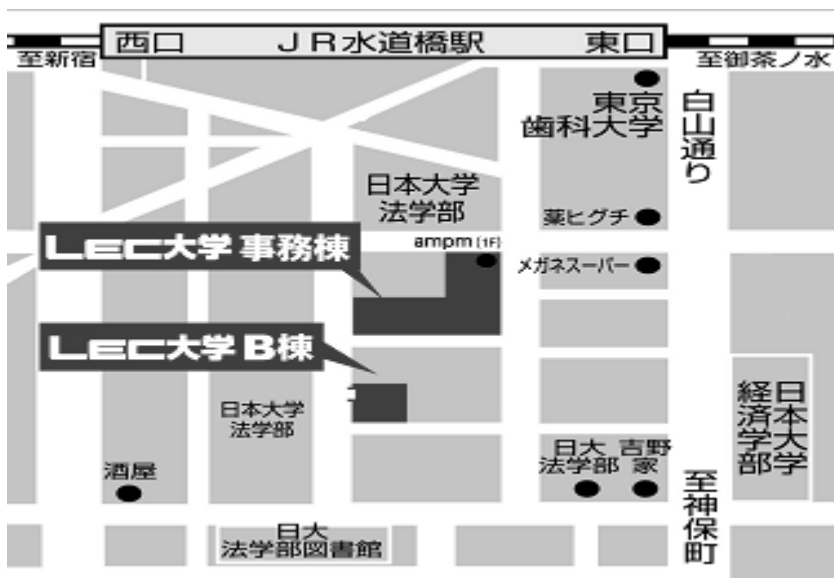 西口 JR水道橋駅 東口
至新宿
至御茶ノ水
東京
歯科大学
白山通り
日本大学
法学部
薬ヒグチ
LEC大学 事務棟
ampm (1F)
メガネスーパー
LEC大学 B棟
日本大学
法学部
日本大学
経済学部
日大
法学部
吉野
家
酒屋
至神保町
日大
法学部図書館